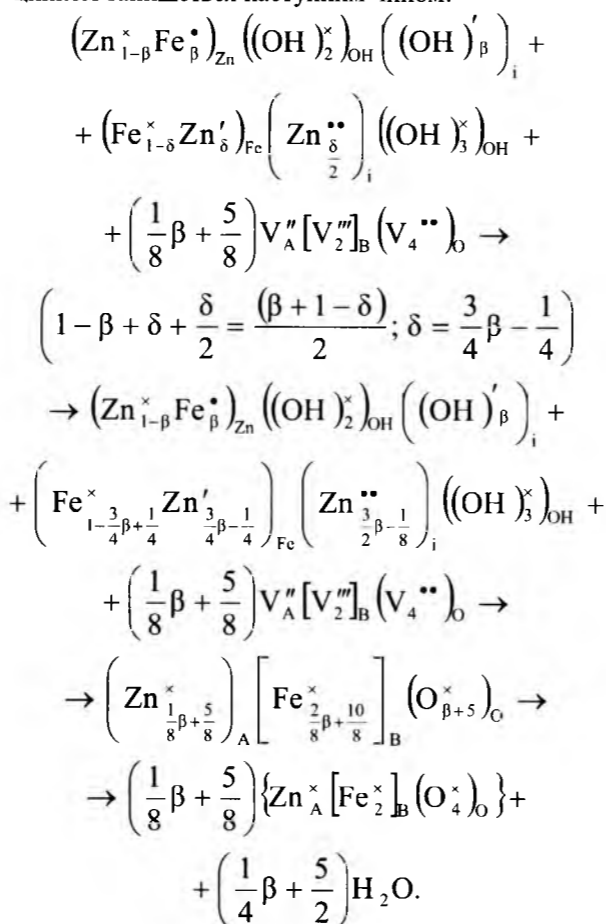 наступним чином:
(Zn^×_{1-β}Fe^•_β)_{Zn}((OH)^×_2)_{OH}((OH)^′_β)_i +
+ (Fe^×_{1-δ}Zn^′_δ)_{Fe}(Zn^{••}_{δ/2})_i((OH)^×_3)_{OH} +
+ (1/8 β + 5/8)V^″_A[V^‴_2]_B(V_4^{••})_O →
(1 − β + δ + δ/2 = (β + 1 − δ)/2; δ = 3/4 β − 1/4)
→ (Zn^×_{1-β}Fe^•_β)_{Zn}((OH)^×_2)_{OH}((OH)^′_β)_i +
+ (Fe^×_{1-3/4 β+1/4}Zn^′_{3/4 β-1/4})_{Fe}(Zn^{••}_{3/2 β-1/8})_i((OH)^×_3)_{OH} +
+ (1/8 β + 5/8)V^″_A[V^‴_2]_B(V_4^{••})_O →
→ (Zn^×_{1/8 β+5/8})_A[Fe^×_{2/8 β+10/8}]_B(O^×_{β+5})_O →
→ (1/8 β + 5/8){Zn^×_A[Fe^×_2]_B(O^×_4)_O} +
+ (1/4 β + 5/2)H_2O.